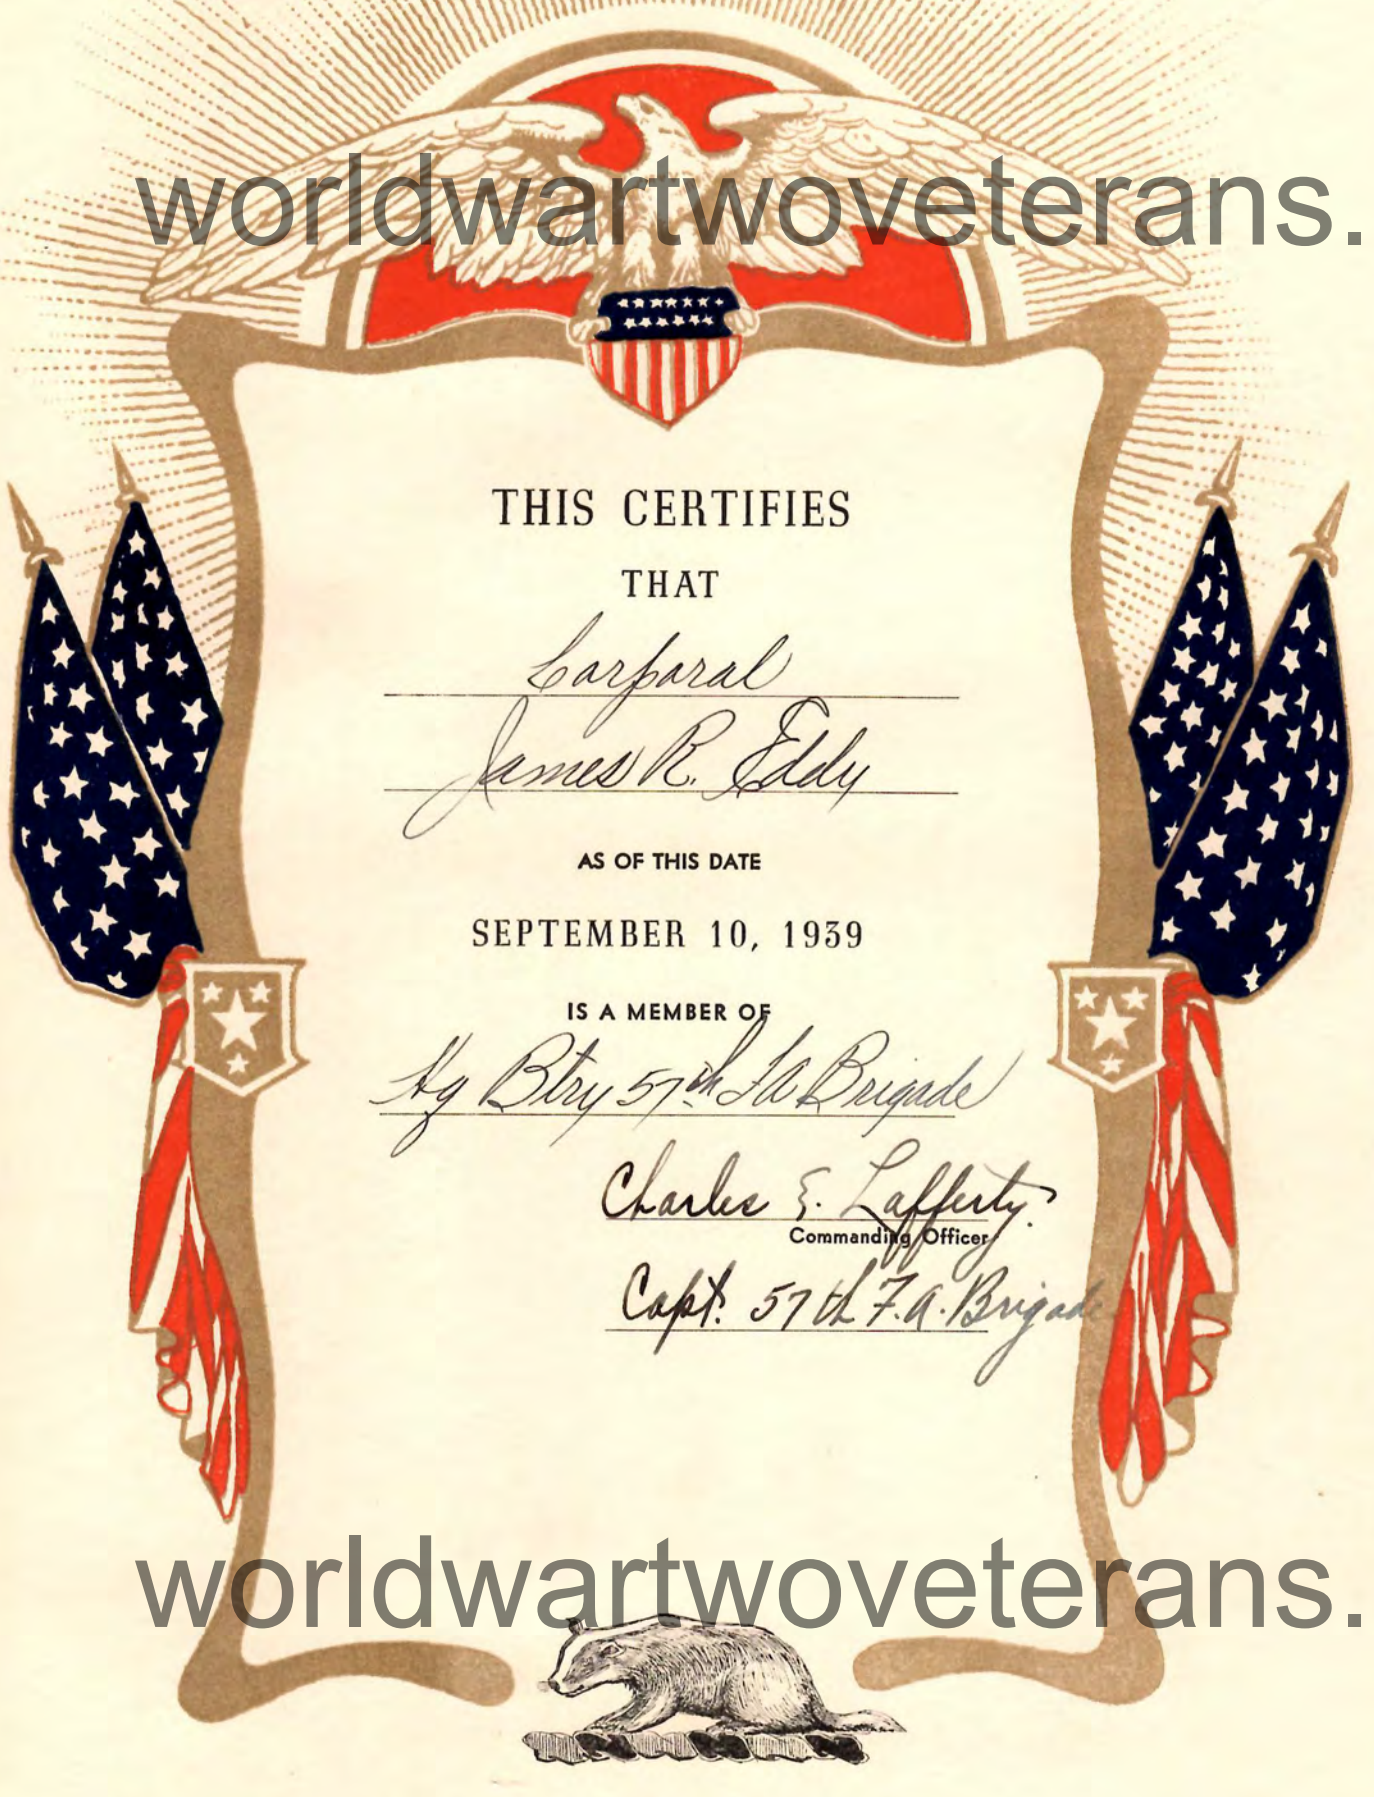 worldwartwoveterans.
THIS CERTIFIES
THAT
Corporal
James R. Eddy
AS OF THIS DATE
SEPTEMBER 10, 1939
IS A MEMBER OF
Hq Btry 57th FA Brigade
Charles E. Lafferty.
Commanding Officer
Capt. 57th F.A. Brigade
worldwartwoveterans.